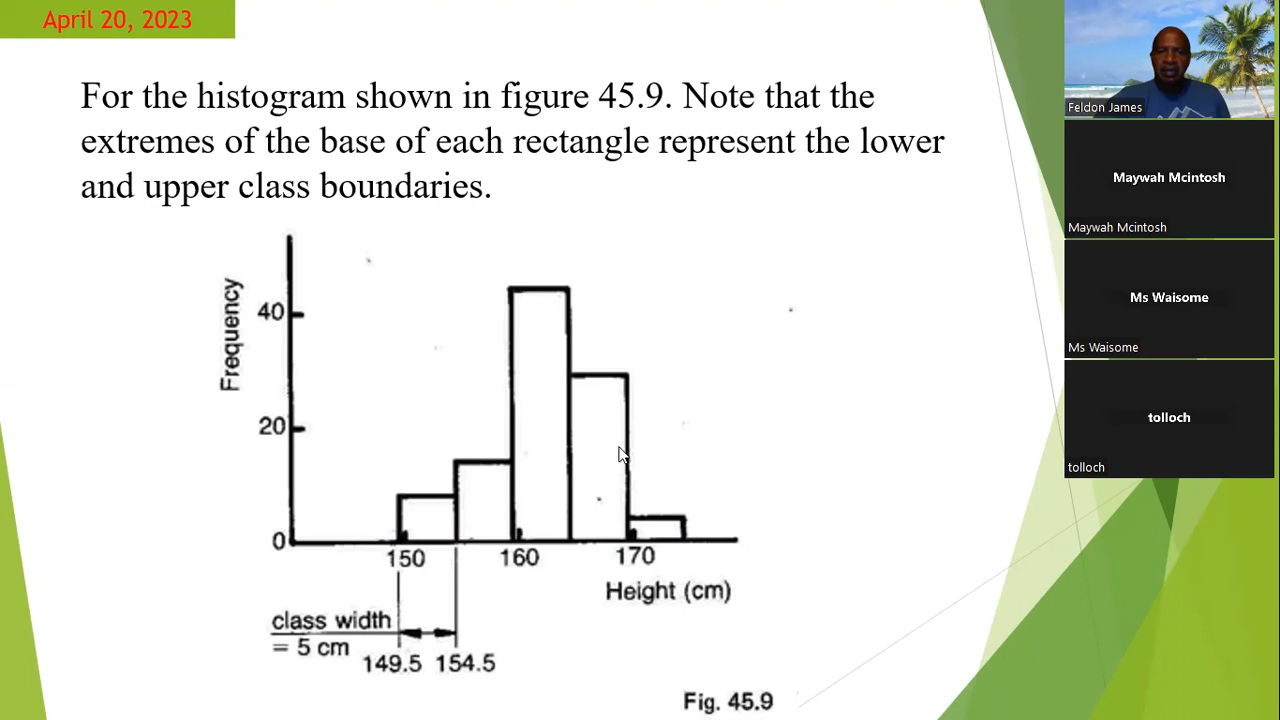 April 20, 2023
For the histogram shown in figure 45.9. Note that the
extremes of the base of each rectangle represent the lower
and upper class boundaries.
Frequency
40
20
0
150
160
170
Height (cm)
class width
= 5 cm
149.5
154.5
Fig. 45.9
Feldon James
Maywah Mcintosh
Maywah Mcintosh
Ms Waisome
Ms Waisome
tolloch
tolloch